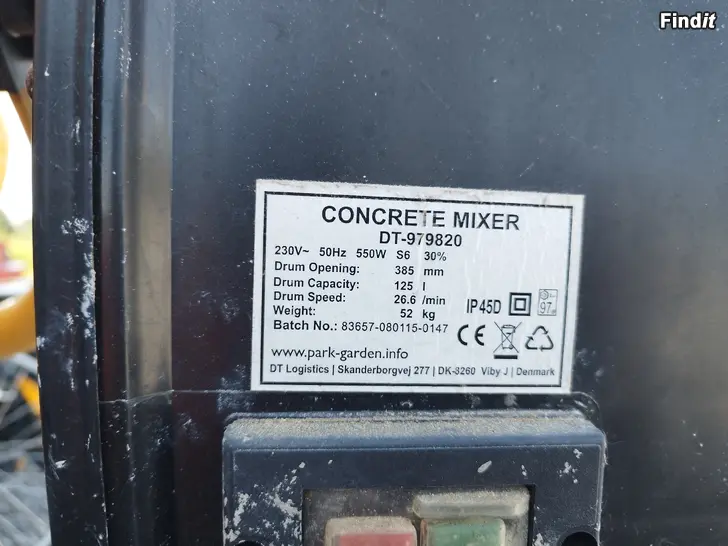 Findit
CONCRETE MIXER
DT-979820
230V~ 50Hz 550W S6 30%
Drum Opening: 385 mm
Drum Capacity: 125 l
Drum Speed: 26.6 /min
Weight: 52 kg
Batch No.: 83657-080115-0147
IP45D
97
CE
www.park-garden.info
DT Logistics | Skanderborgvej 277 | DK-8260 Viby J | Denmark